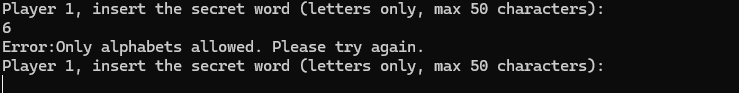 Player 1, insert the secret word (letters only, max 50 characters):
6
Error:Only alphabets allowed. Please try again.
Player 1, insert the secret word (letters only, max 50 characters):